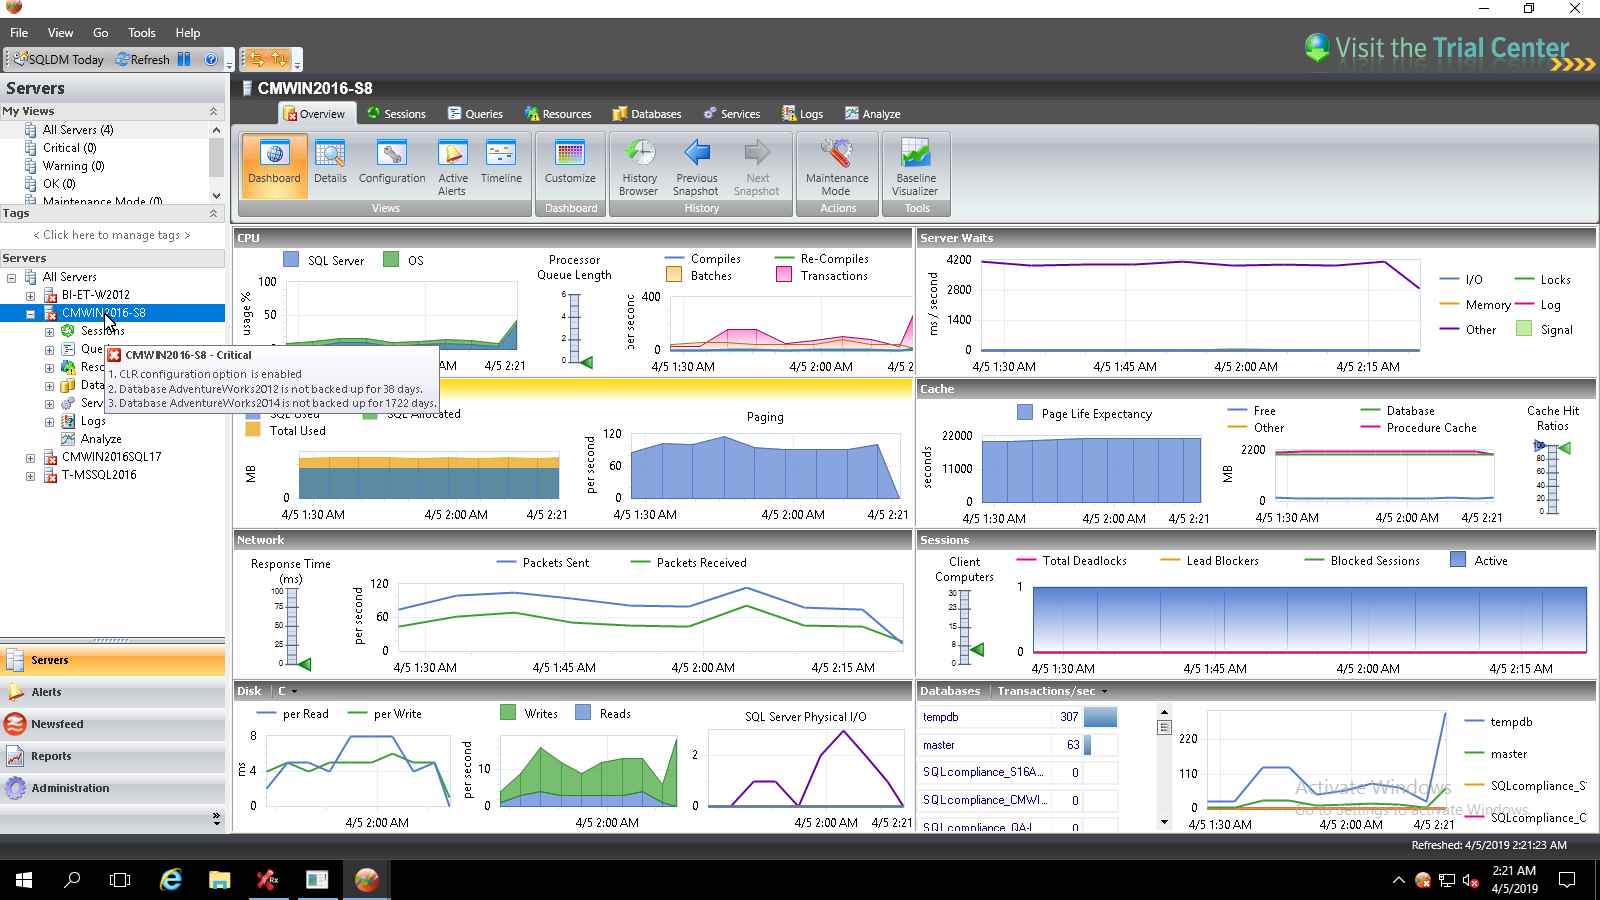 File View Go Tools Help
SQLDM Today Refresh
Visit the Trial Center
Servers
My Views
All Servers (4)
Critical (0)
Warning (0)
OK (0)
Maintenance Mode (0)
Tags
< Click here to manage tags >
Servers
All Servers
BI-ET-W2012
CMWIN2016-S8
Sessions
Logs
Analyze
CMWIN2016SQL17
T-MSSQL2016
CMWIN2016-S8 - Critical
1. CLR configuration option is enabled
2. Database AdventureWorks2012 is not backed up for 38 days.
3. Database AdventureWorks2014 is not backed up for 1722 days.
Servers
Alerts
Newsfeed
Reports
Administration
CMWIN2016-S8
Overview Sessions Queries Resources Databases Services Logs Analyze
Dashboard Details Configuration Active Alerts Timeline
Views
Customize
Dashboard
History Browser Previous Snapshot Next Snapshot
History
Maintenance Mode
Actions
Baseline Visualizer
Tools
CPU
SQL Server OS
usage %
100
50
AM 4/5 2:21
Processor Queue Length
6
4
2
0
Compiles Re-Compiles
Batches Transactions
per second
400
0
4/5 1:30 AM 4/5 2:00 AM 4/5 2
Server Waits
ms / second
4200
2800
1400
0
4/5 1:30 AM 4/5 1:45 AM 4/5 2:00 AM 4/5 2:15 AM
I/O Locks
Memory Log
Other Signal
SQL Used SQL Allocated
Total Used
MB
0
4/5 1:30 AM 4/5 2:00 AM 4/5 2:21
Paging
per second
120
60
0
4/5 1:30 AM 4/5 2:00 AM 4/5 2:21
Cache
Page Life Expectancy
seconds
22000
11000
0
4/5 1:30 AM 4/5 2:00 AM 4/5 2:21
Free Database
Other Procedure Cache
MB
2200
0
4/5 1:30 AM 4/5 2:00 AM 4/5 2:21
Cache Hit Ratios
100
80
60
40
20
0
Network
Response Time (ms)
100
75
50
25
0
Packets Sent Packets Received
per second
120
60
0
4/5 1:30 AM 4/5 1:45 AM 4/5 2:00 AM 4/5 2:15 AM
Sessions
Client Computers
30
23
15
8
0
Total Deadlocks Lead Blockers Blocked Sessions Active
1
0
4/5 1:30 AM 4/5 1:45 AM 4/5 2:00 AM 4/5 2:15 AM
Disk C
per Read per Write
ms
8
4
0
4/5 2:00 AM
Writes Reads
per second
10
0
4/5 2:00 AM
SQL Server Physical I/O
2
0
4/5 2:00 AM 4/5 2:21
Databases Transactions/sec
tempdb 307
master 63
SQLcompliance_S16A... 0
SQLcompliance_CMWI... 0
SQLcompliance_QA-I 0
220
110
0
4/5 1:30 AM 4/5 2:00 AM 4/5 2:21
tempdb
master
SQLcompliance_S
SQLcompliance_C
Activate Windows
Go to Settings to activate Windows.
Refreshed: 4/5/2019 2:21:23 AM
2:21 AM
4/5/2019